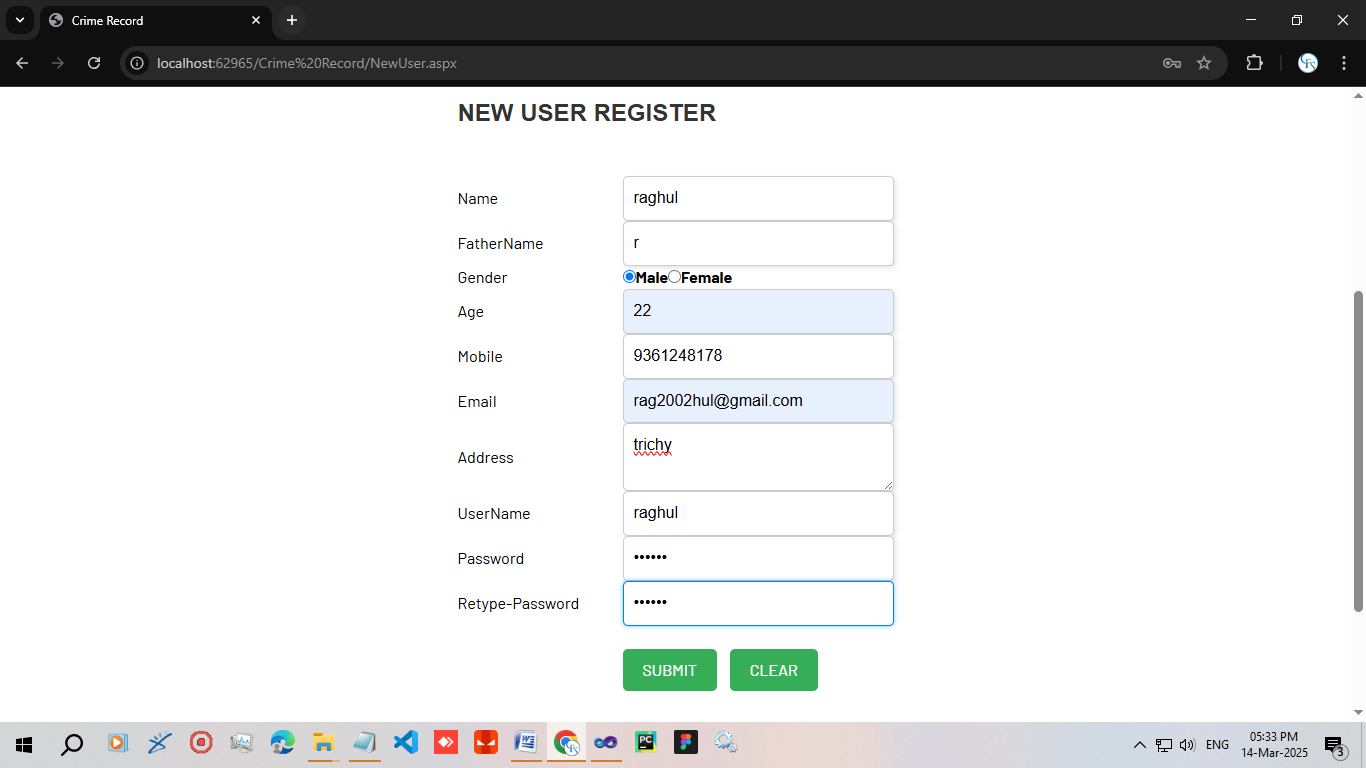 Crime Record
localhost:62965/Crime%20Record/NewUser.aspx
NEW USER REGISTER
Name raghul
FatherName r
Gender Male Female
Age 22
Mobile 9361248178
Email rag2002hul@gmail.com
Address trichy
UserName raghul
Password ••••••
Retype-Password ••••••
SUBMIT CLEAR
ENG 05:33 PM
14-Mar-2025 3